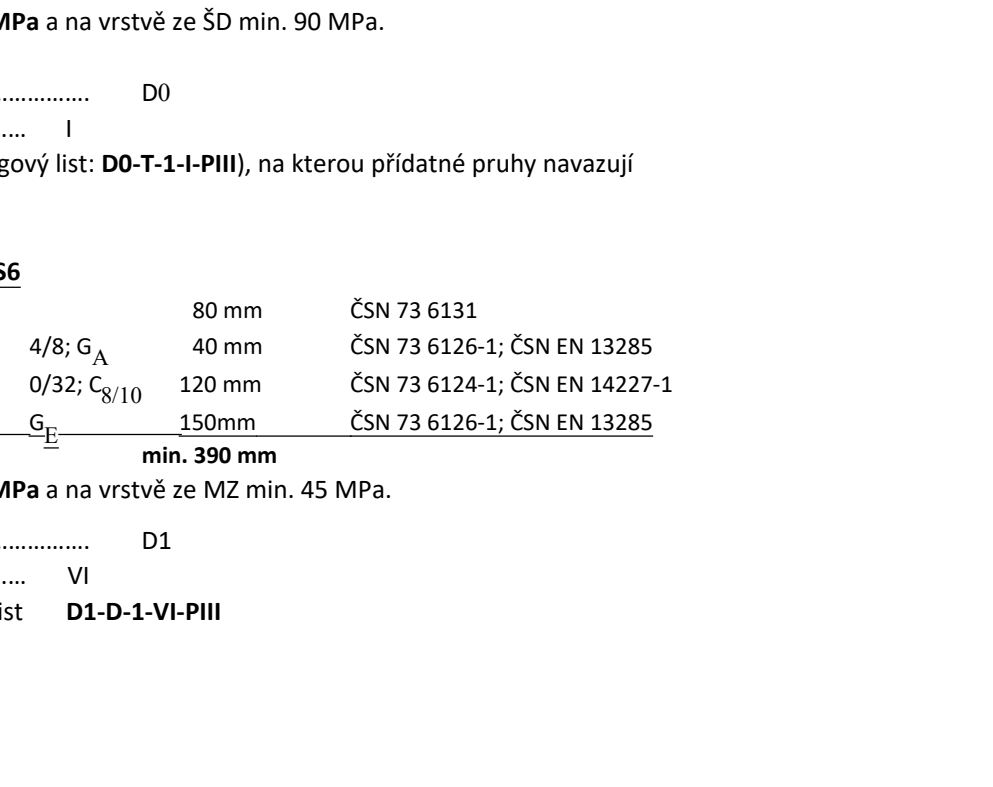 MPa a na vrstvě ze ŠD min. 90 MPa.
................ D0
..... I
gový list: D0-T-1-I-PIII), na kterou přídatné pruhy navazují
S6
80 mm ČSN 73 6131
4/8; GA 40 mm ČSN 73 6126-1; ČSN EN 13285
0/32; C8/10 120 mm ČSN 73 6124-1; ČSN EN 14227-1
GE 150mm ČSN 73 6126-1; ČSN EN 13285
min. 390 mm
MPa a na vrstvě ze MZ min. 45 MPa.
................ D1
..... VI
ist D1-D-1-VI-PIII